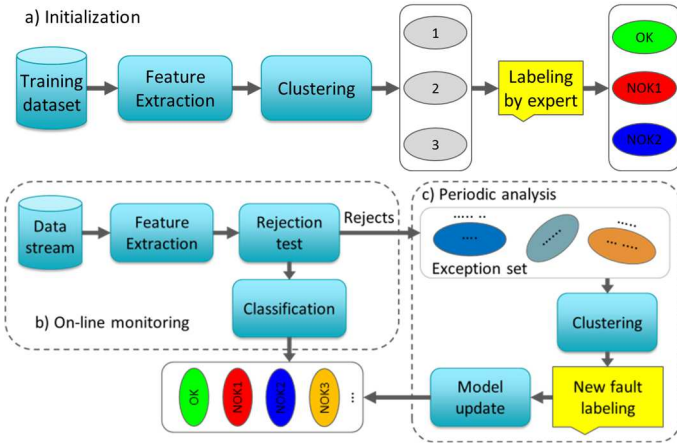 a) Initialization
Training
dataset
Feature
Extraction
Clustering
1
2
3
Labeling
by expert
OK
NOK1
NOK2
Data
stream
Feature
Extraction
Rejection
test
Rejects
Classification
b) On-line monitoring
c) Periodic analysis
Exception set
Clustering
New fault
labeling
Model
update
OK
NOK1
NOK2
NOK3
...